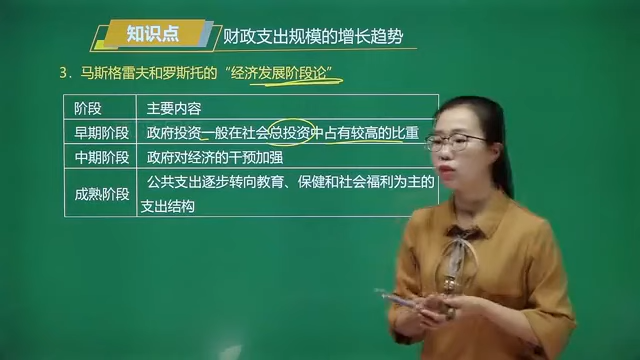 知识点
财政支出规模的增长趋势
3. 马斯格雷夫和罗斯托的“经济发展阶段论”
阶段 主要内容
早期阶段 政府投资一般在社会总投资中占有较高的比重
中期阶段 政府对经济的干预加强
成熟阶段 公共支出逐步转向教育、保健和社会福利为主的
支出结构